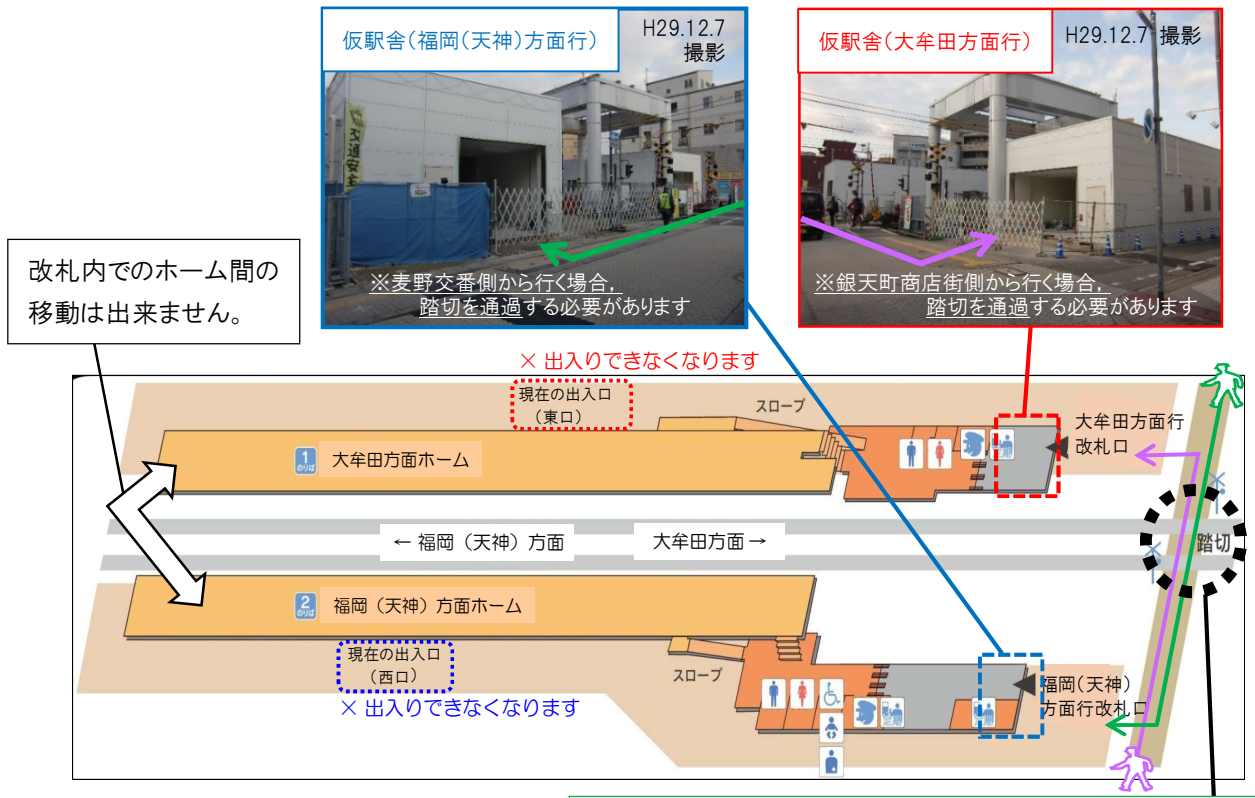 仮駅舎(福岡(天神)方面行)
H29.12.7
撮影
交通安全
※麦野交番側から行く場合,
踏切を通過する必要があります
仮駅舎(大牟田方面行)
H29.12.7 撮影
※銀天町商店街側から行く場合,
踏切を通過する必要があります
改札内でのホーム間の
移動は出来ません。
× 出入りできなくなります
現在の出入口
(東口)
スロープ
大牟田方面行
改札口
1
のりば
大牟田方面ホーム
← 福岡(天神)方面
大牟田方面→
踏切
2
のりば
福岡(天神)方面ホーム
現在の出入口
(西口)
スロープ
× 出入りできなくなります
福岡(天神)
方面行改札口